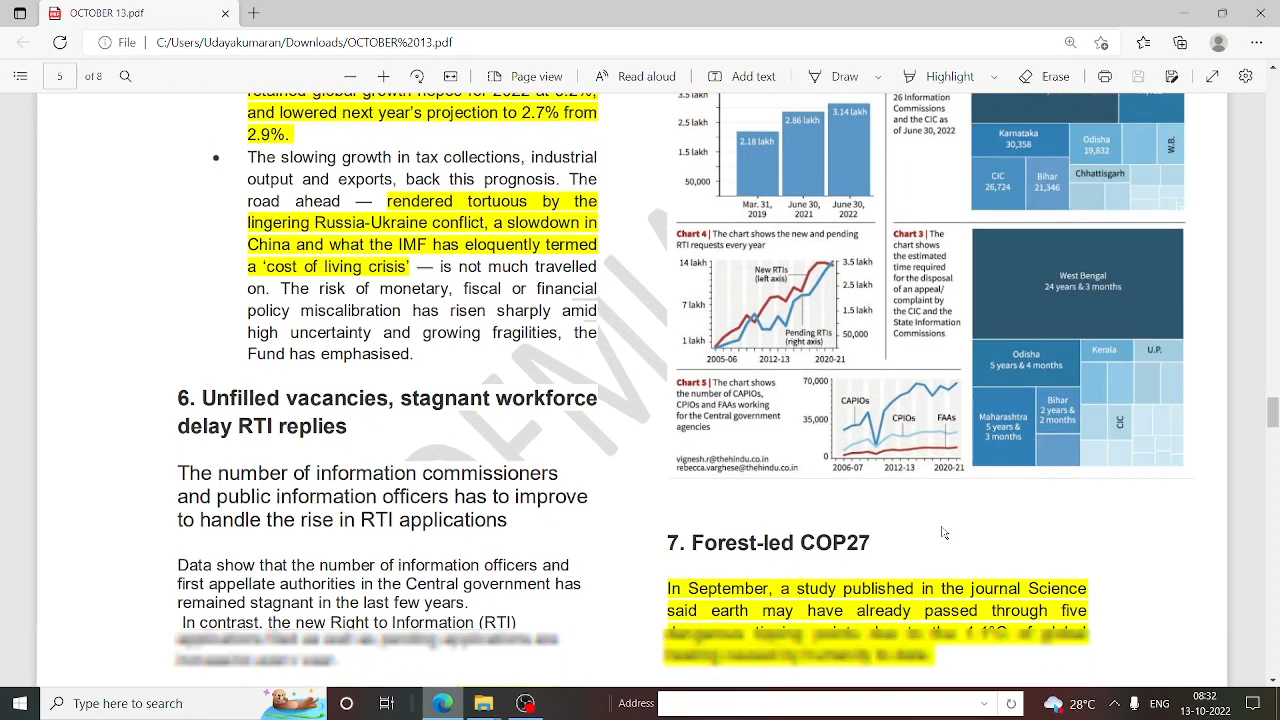 OCTOBER 13.pdf
File
C:/Users/Udayakumaran/Downloads/OCTOBER%2013.pdf
5 of 8
Page view
Read aloud
Add text
Draw
Highlight
Erase
retained global growth hopes for 2022 at 3.2%,
and lowered next year's projection to 2.7% from
2.9%.
• The slowing growth in tax collections, industrial
output and exports, back this prognosis. The
road ahead — rendered tortuous by the
lingering Russia-Ukraine conflict, a slowdown in
China and what the IMF has eloquently termed
a 'cost of living crisis' — is not much travelled
on. The risk of monetary, fiscal or financial
policy miscalibration has risen sharply amid
high uncertainty and growing fragilities, the
Fund has emphasised.
6. Unfilled vacancies, stagnant workforce
delay RTI replies
The number of information commissioners
and public information officers has to improve
to handle the rise in RTI applications
Data show that the number of information officers and
first appellate authorities in the Central government has
remained stagnant in the last few years.
In contrast, the new Right to Information (RTI)
3.5 lakh
2.5 lakh
1.5 lakh
50,000
2.18 lakh
2.86 lakh
3.14 lakh
Mar. 31,
2019
June 30,
2021
June 30,
2022
26 Information
Commissions
and the CIC as
of June 30, 2022
Karnataka
30,358
Odisha
19,832
W.B.
CIC
26,724
Bihar
21,346
Chhattisgarh
Chart 4 | The chart shows the new and pending
RTI requests every year
14 lakh
7 lakh
1 lakh
New RTIs
(left axis)
Pending RTIs
(right axis)
3.5 lakh
2.5 lakh
1.5 lakh
50,000
2005-06
2012-13
2020-21
Chart 3 | The
chart shows
the estimated
time required
for the disposal
of an appeal/
complaint by
the CIC and the
State Information
Commissions
West Bengal
24 years & 3 months
Odisha
5 years & 4 months
Kerala
U.P.
Maharashtra
5 years &
3 months
Bihar
2 years &
2 months
CIC
Chart 5 | The chart shows
the number of CAPIOs,
CPIOs and FAAs working
for the Central government
agencies
70,000
35,000
0
CAPIOs
CPIOs
FAAs
2006-07
2012-13
2020-21
vignesh.r@thehindu.co.in
rebecca.varghese@thehindu.co.in
7. Forest-led COP27
In September, a study published in the journal Science
said earth may have already passed through five
Type here to search
Address
28°C
ENG
08:32
13-10-2022